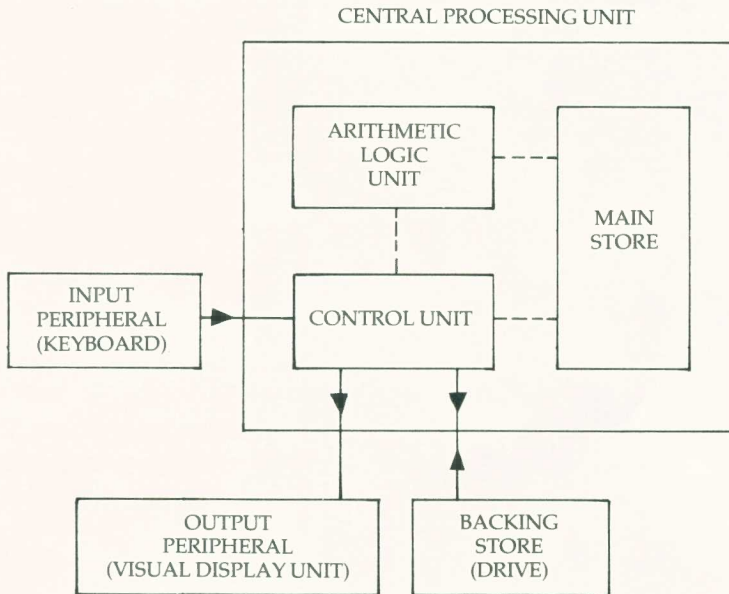 CENTRAL PROCESSING UNIT
ARITHMETIC
LOGIC
UNIT
MAIN
STORE
INPUT
PERIPHERAL
(KEYBOARD)
CONTROL UNIT
OUTPUT
PERIPHERAL
(VISUAL DISPLAY UNIT)
BACKING
STORE
(DRIVE)